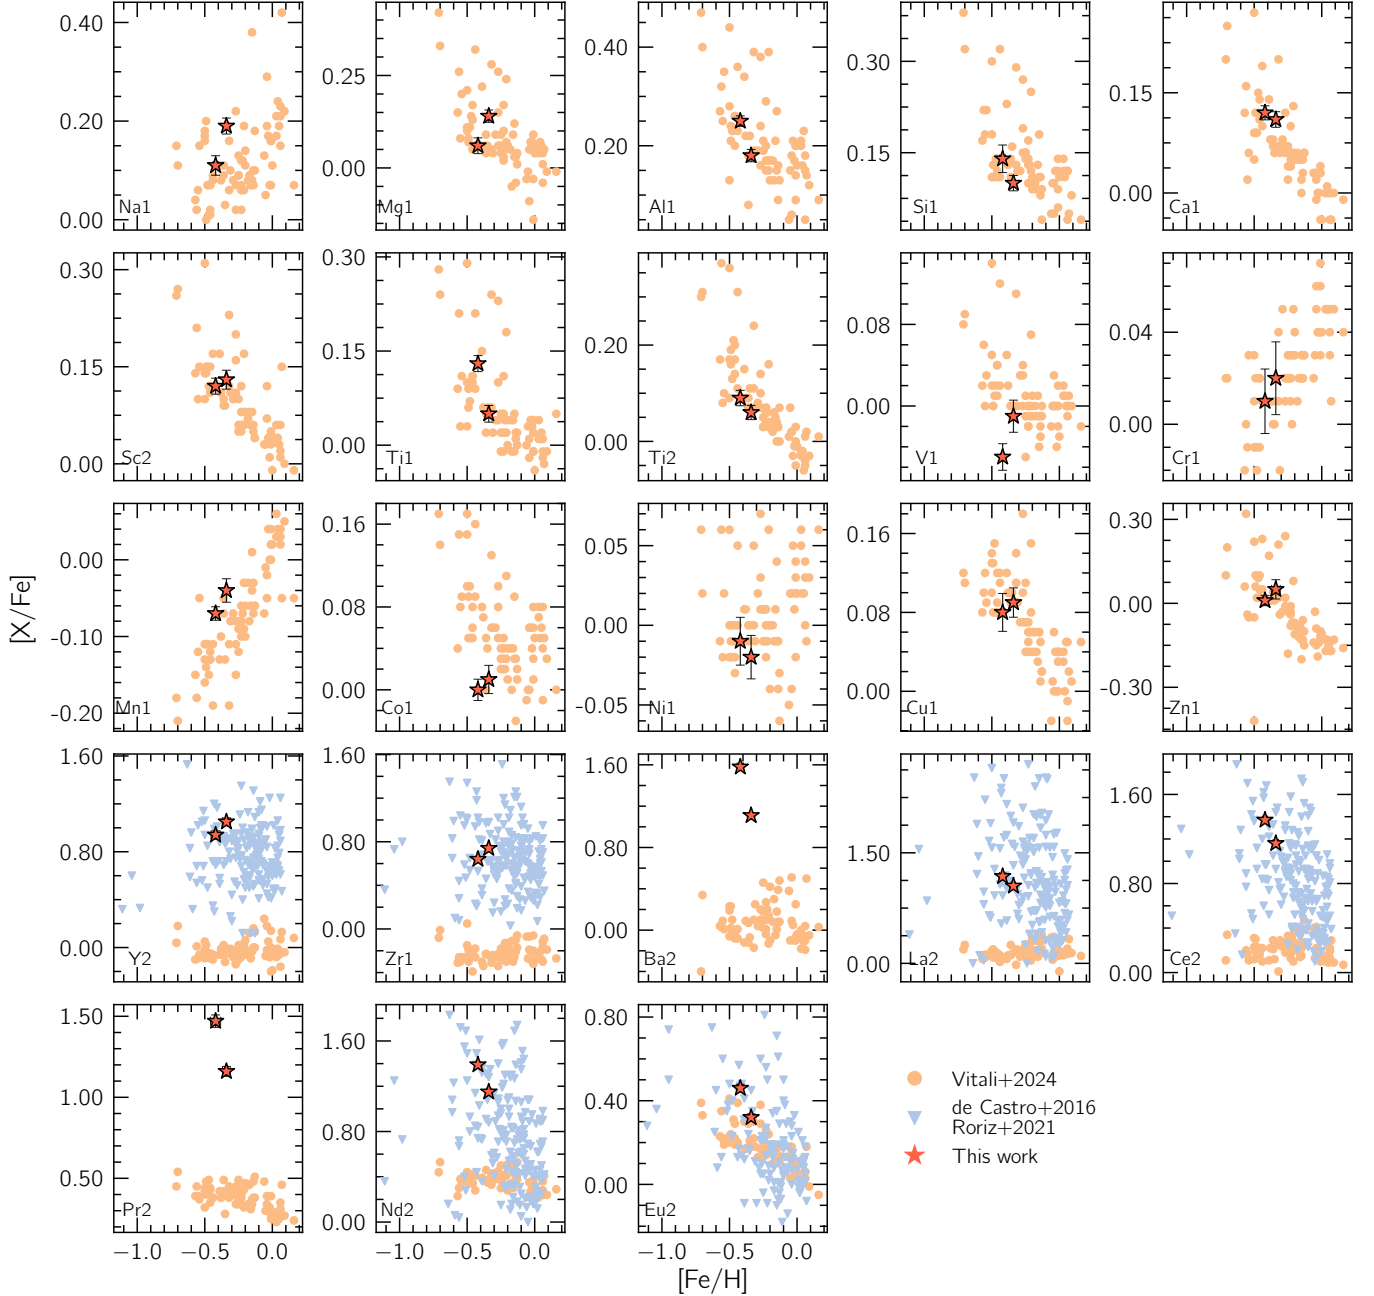 0.40
0.20
0.00
Na1
0.25
0.00
Mg1
0.40
0.20
Al1
0.30
0.15
Si1
0.15
0.00
Ca1
0.30
0.15
0.00
Sc2
0.30
0.15
0.00
Ti1
0.20
0.00
Ti2
0.08
0.00
V1
0.04
0.00
Cr1
[X/Fe]
0.00
-0.10
-0.20
Mn1
0.16
0.08
0.00
Co1
0.05
0.00
-0.05
Ni1
0.16
0.08
0.00
Cu1
0.30
0.00
-0.30
Zn1
1.60
0.80
0.00
Y2
1.60
0.80
0.00
Zr1
1.60
0.80
0.00
Ba2
1.50
0.00
La2
1.60
0.80
0.00
Ce2
1.50
1.00
0.50
Pr2
−1.0 −0.5 0.0
1.60
0.80
0.00
Nd2
−1.0 −0.5 0.0
0.80
0.40
0.00
Eu2
−1.0 −0.5 0.0
[Fe/H]
Vitali+2024
de Castro+2016
Roriz+2021
This work